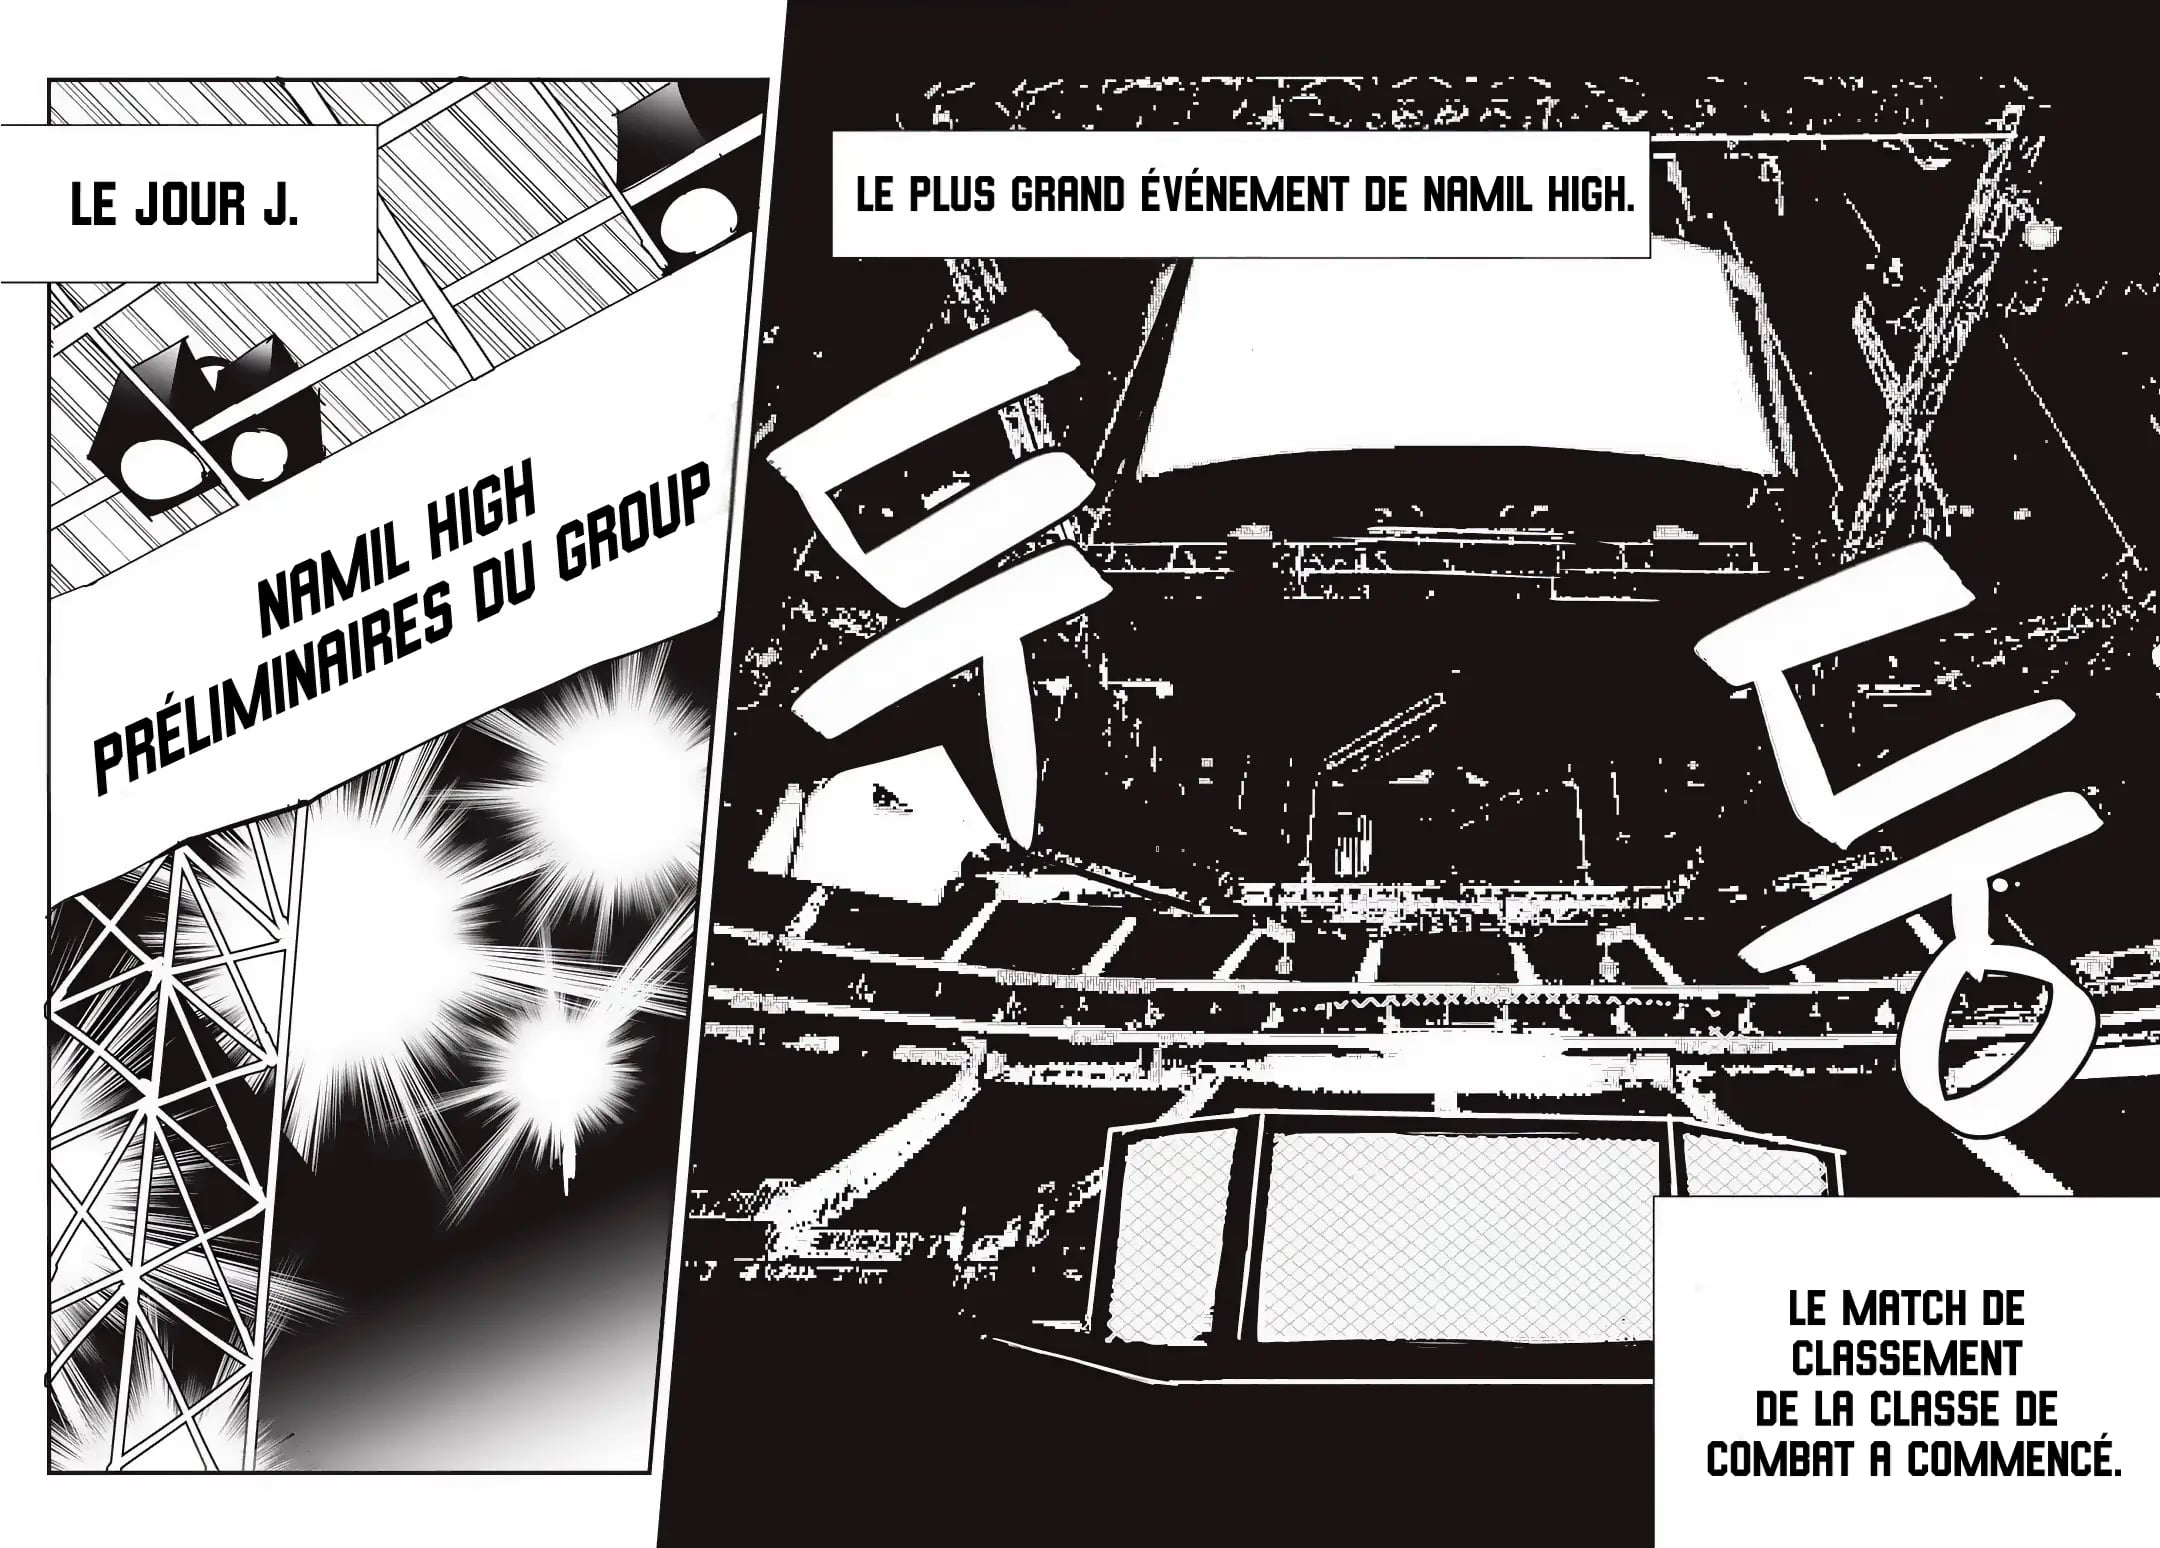 LE JOUR J.
NAMIL HIGH
PRÉLIMINAIRES DU GROUP
LE PLUS GRAND ÉVÉNEMENT DE NAMIL HIGH.
두
둥
LE MATCH DE
CLASSEMENT
DE LA CLASSE DE
COMBAT A COMMENCÉ.